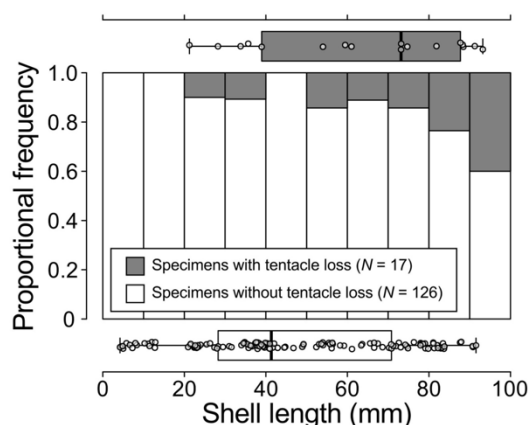 1.0
0.8
0.6
0.4
0.2
0
Proportional frequency
Specimens with tentacle loss (N = 17)
Specimens without tentacle loss (N = 126)
0 20 40 60 80 100
Shell length (mm)